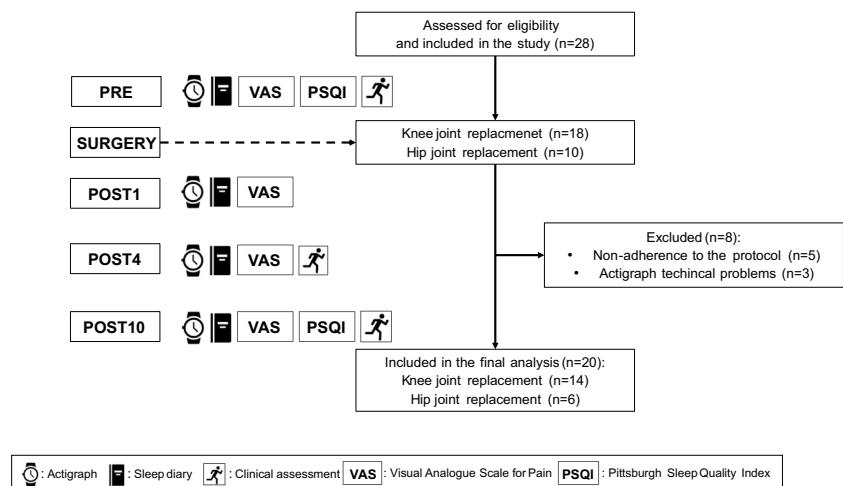 Assessed for eligibility
and included in the study (n=28)
PRE
VAS
PSQI
SURGERY
Knee joint replacmenet (n=18)
Hip joint replacement (n=10)
POST1
VAS
Excluded (n=8):
• Non-adherence to the protocol (n=5)
• Actigraph techincal problems (n=3)
POST4
VAS
POST10
VAS
PSQI
Included in the final analysis (n=20):
Knee joint replacement (n=14)
Hip joint replacement (n=6)
: Actigraph : Sleep diary : Clinical assessment VAS : Visual Analogue Scale for Pain PSQI : Pittsburgh Sleep Quality Index